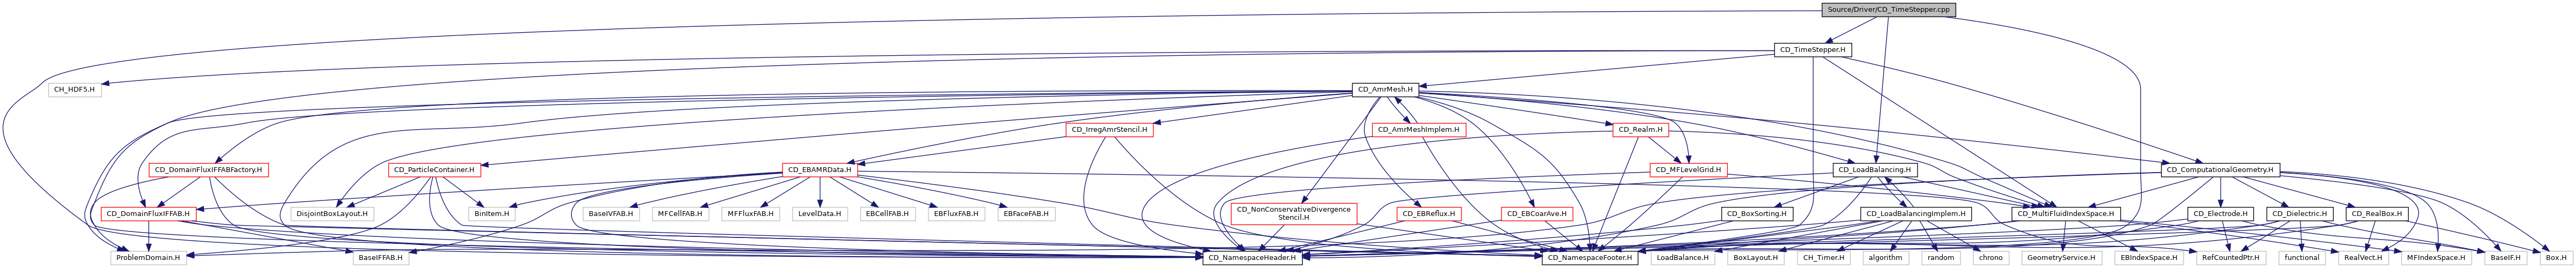 Source/Driver/CD_TimeStepper.cpp
CD_TimeStepper.H
CH_HDF5.H
CD_AmrMesh.H
CD_IrregAmrStencil.H
CD_AmrMeshImplem.H
CD_Realm.H
CD_DomainFluxIFFABFactory.H
CD_ParticleContainer.H
CD_EBAMRData.H
CD_MFLevelGrid.H
CD_LoadBalancing.H
CD_ComputationalGeometry.H
CD_DomainFluxIFFAB.H
DisjointBoxLayout.H
BinItem.H
BaseIVFAB.H
MFCellFAB.H
MFFluxFAB.H
LevelData.H
EBCellFAB.H
EBFluxFAB.H
EBFaceFAB.H
CD_NonConservativeDivergence
Stencil.H
CD_EBReflux.H
CD_EBCoarAve.H
CD_BoxSorting.H
CD_LoadBalancingImplem.H
CD_MultiFluidIndexSpace.H
CD_Electrode.H
CD_Dielectric.H
CD_RealBox.H
ProblemDomain.H
BaseIFFAB.H
CD_NamespaceHeader.H
CD_NamespaceFooter.H
LoadBalance.H
BoxLayout.H
CH_Timer.H
algorithm
random
chrono
GeometryService.H
EBIndexSpace.H
RefCountedPtr.H
functional
RealVect.H
MFIndexSpace.H
BaseIF.H
Box.H